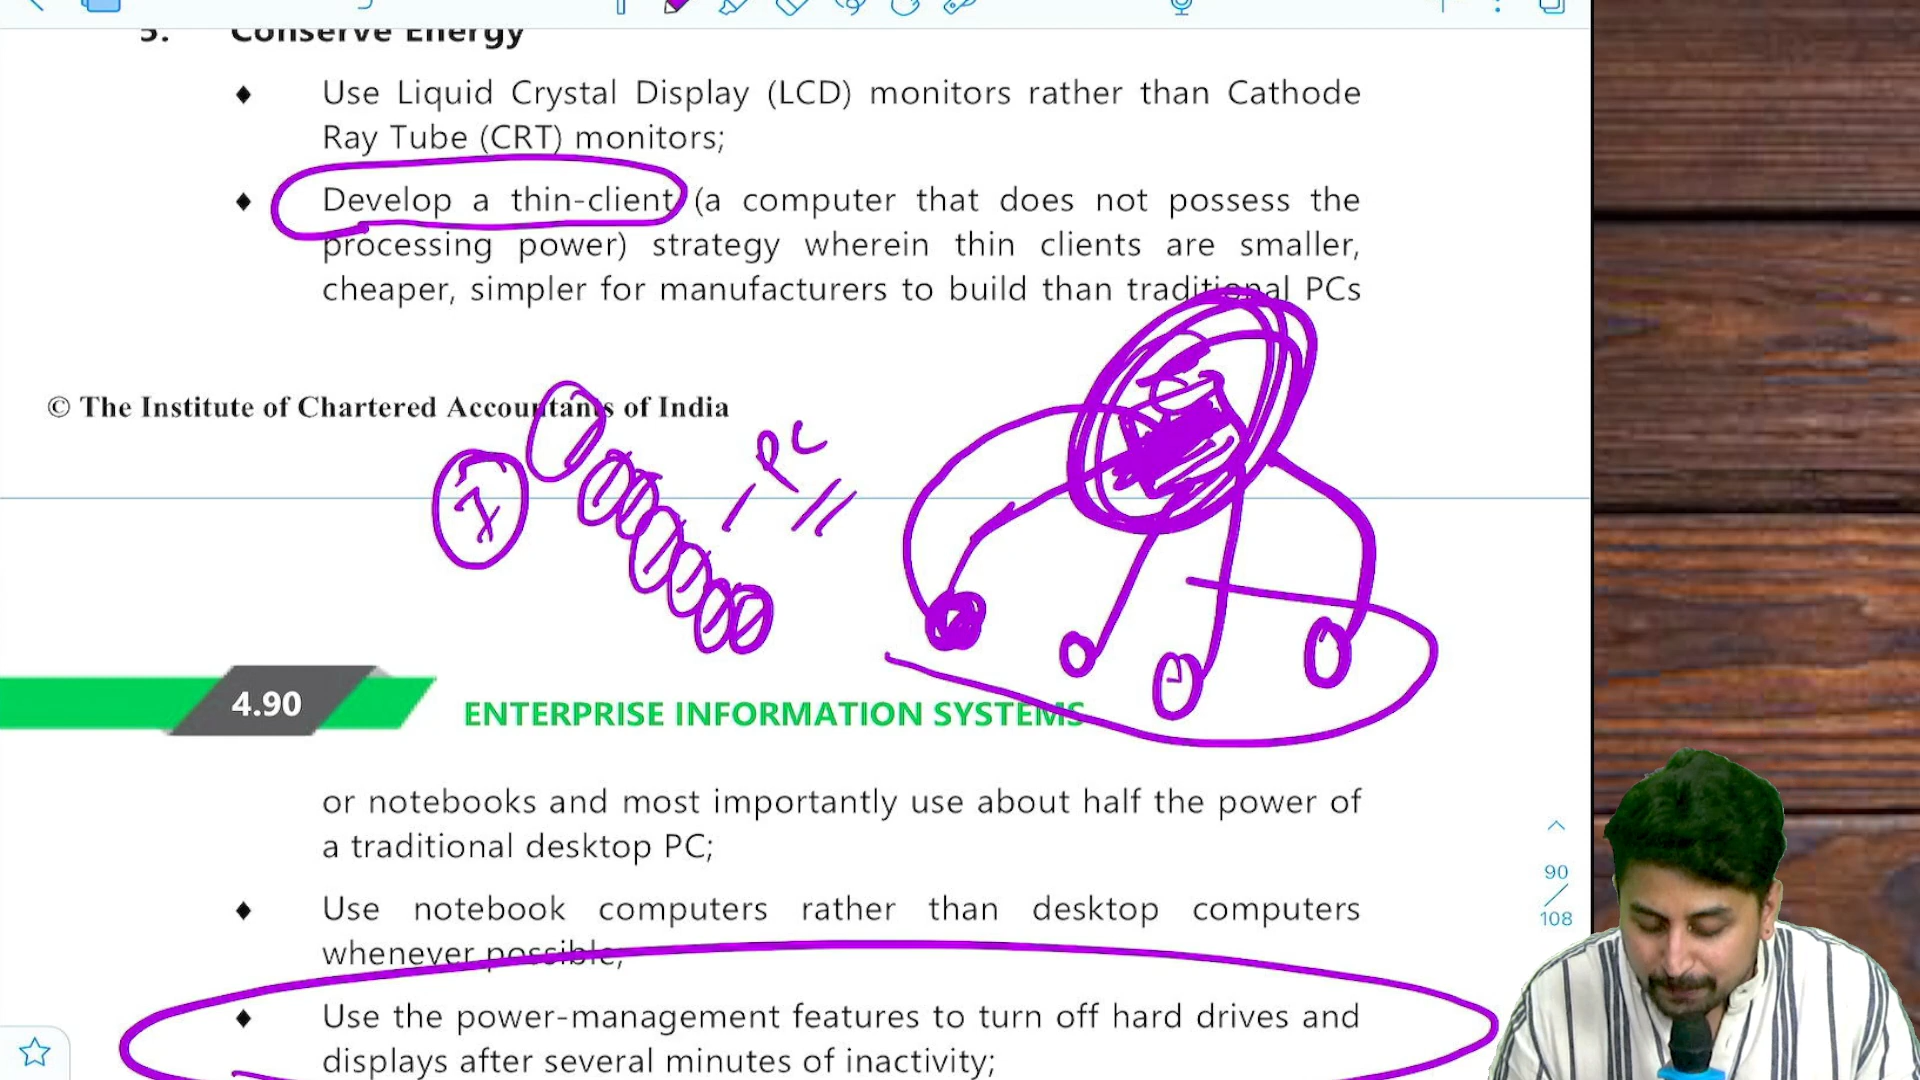 5. Conserve Energy
♦ Use Liquid Crystal Display (LCD) monitors rather than Cathode
Ray Tube (CRT) monitors;
♦ Develop a thin-client (a computer that does not possess the
processing power) strategy wherein thin clients are smaller,
cheaper, simpler for manufacturers to build than traditional PCs
© The Institute of Chartered Accountants of India
PC
4.90 ENTERPRISE INFORMATION SYSTEMS
or notebooks and most importantly use about half the power of
a traditional desktop PC;
♦ Use notebook computers rather than desktop computers
whenever possible;
♦ Use the power-management features to turn off hard drives and
displays after several minutes of inactivity;
90
108